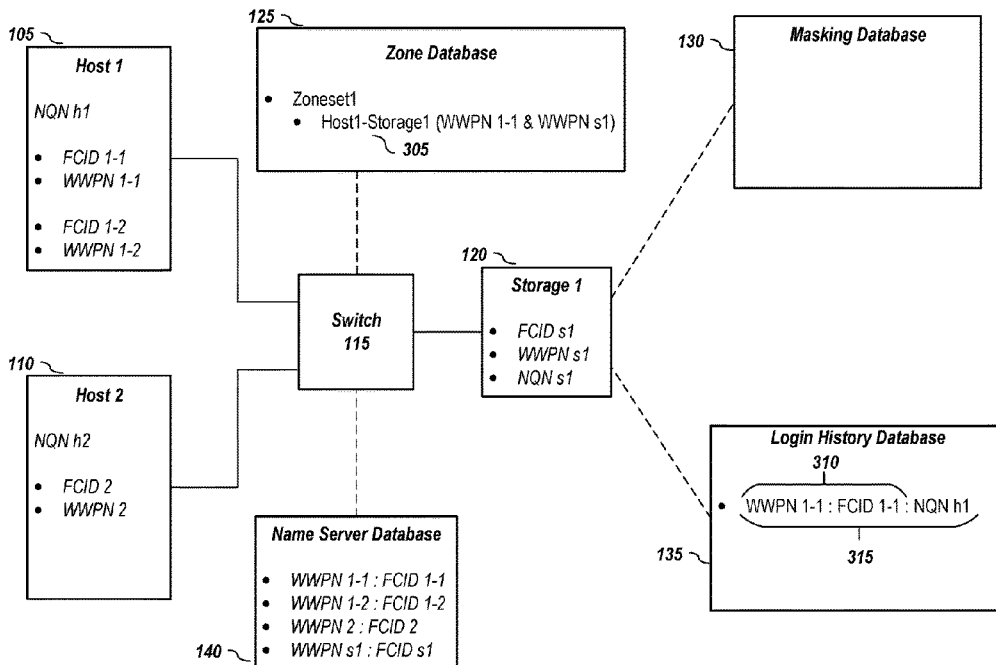 105
Host 1
NQN h1
• FCID 1-1
• WWPN 1-1
• FCID 1-2
• WWPN 1-2
125
Zone Database
• Zoneset1
• Host1-Storage1 (WWPN 1-1 & WWPN s1)
305
130
Masking Database
Switch
115
120
Storage 1
• FCID s1
• WWPN s1
• NQN s1
110
Host 2
NQN h2
• FCID 2
• WWPN 2
Name Server Database
• WWPN 1-1 : FCID 1-1
• WWPN 1-2 : FCID 1-2
• WWPN 2 : FCID 2
• WWPN s1 : FCID s1
140
Login History Database
310
• WWPN 1-1 : FCID 1-1 : NQN h1
315
135